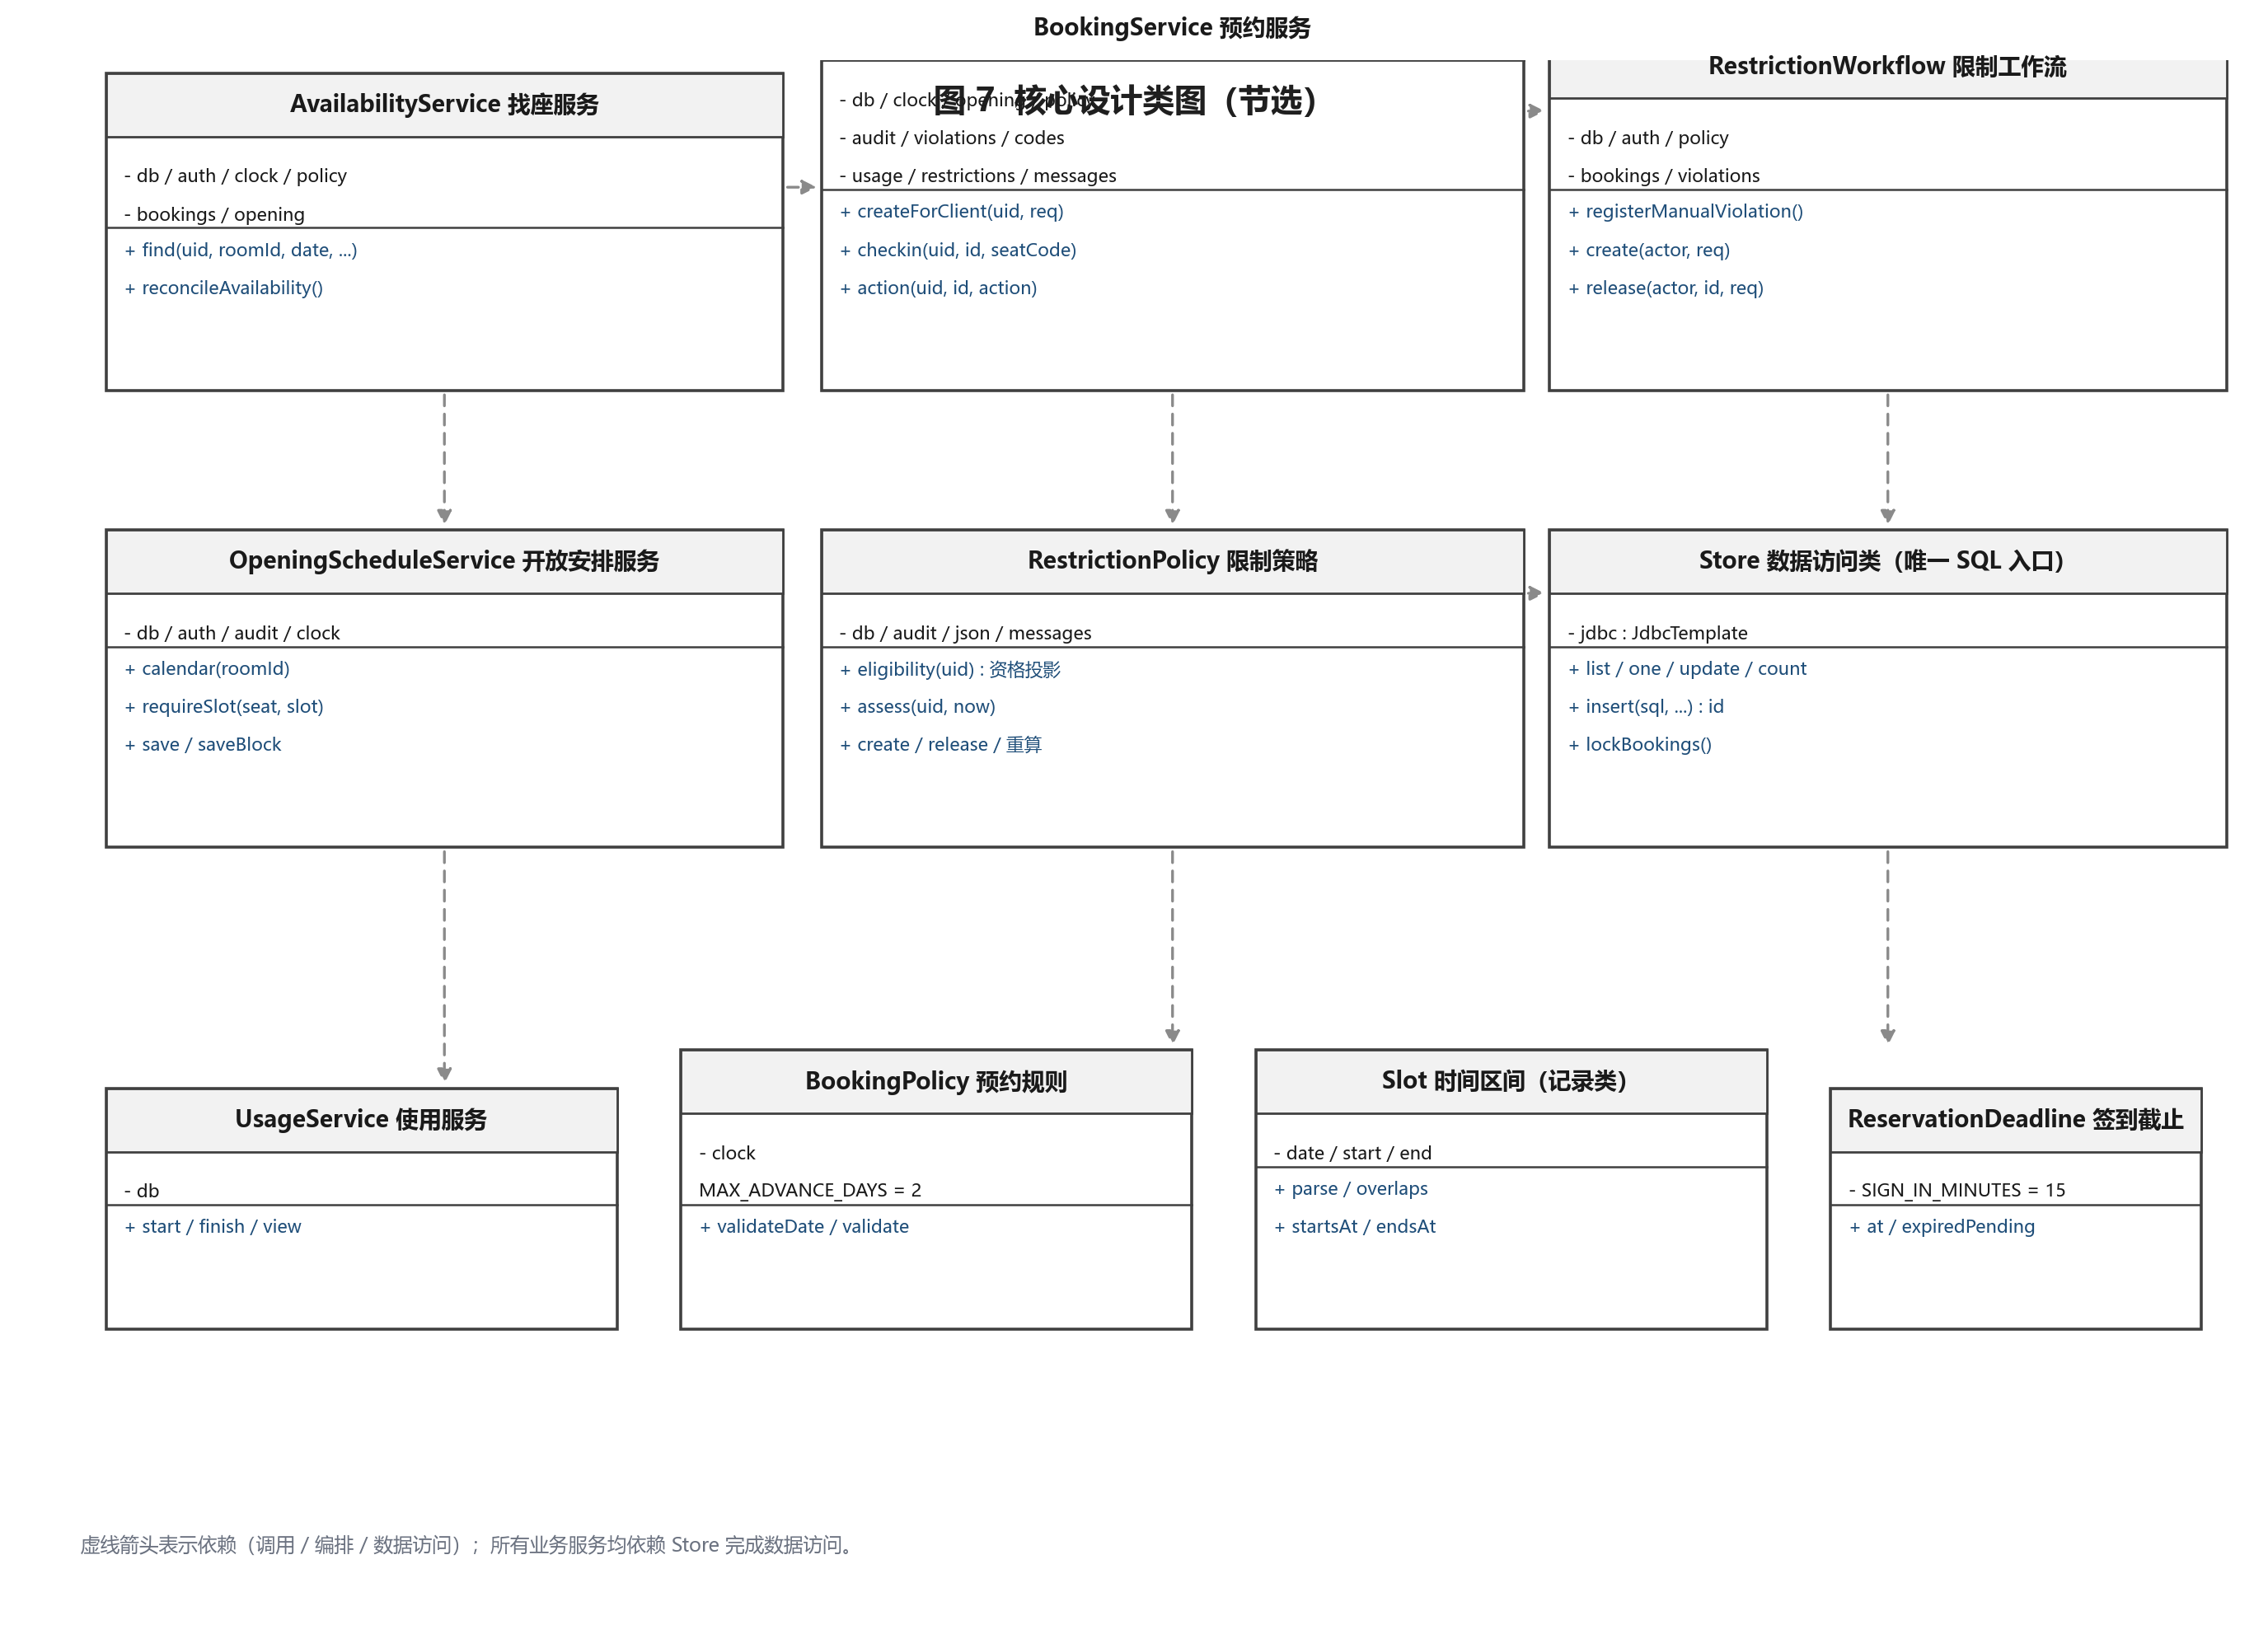 BookingService 预约服务
图 7 核心设计类图（节选）
AvailabilityService 找座服务
- db / auth / clock / policy
- bookings / opening
+ find(uid, roomId, date, ...)
+ reconcileAvailability()
- db / clock / opening / policy
- audit / violations / codes
- usage / restrictions / messages
+ createForClient(uid, req)
+ checkin(uid, id, seatCode)
+ action(uid, id, action)
RestrictionWorkflow 限制工作流
- db / auth / policy
- bookings / violations
+ registerManualViolation()
+ create(actor, req)
+ release(actor, id, req)
OpeningScheduleService 开放安排服务
- db / auth / audit / clock
+ calendar(roomId)
+ requireSlot(seat, slot)
+ save / saveBlock
RestrictionPolicy 限制策略
- db / audit / json / messages
+ eligibility(uid) : 资格投影
+ assess(uid, now)
+ create / release / 重算
Store 数据访问类（唯一 SQL 入口）
- jdbc : JdbcTemplate
+ list / one / update / count
+ insert(sql, ...) : id
+ lockBookings()
UsageService 使用服务
- db
+ start / finish / view
BookingPolicy 预约规则
- clock
MAX_ADVANCE_DAYS = 2
+ validateDate / validate
Slot 时间区间（记录类）
- date / start / end
+ parse / overlaps
+ startsAt / endsAt
ReservationDeadline 签到截止
- SIGN_IN_MINUTES = 15
+ at / expiredPending
虚线箭头表示依赖（调用 / 编排 / 数据访问）；所有业务服务均依赖 Store 完成数据访问。